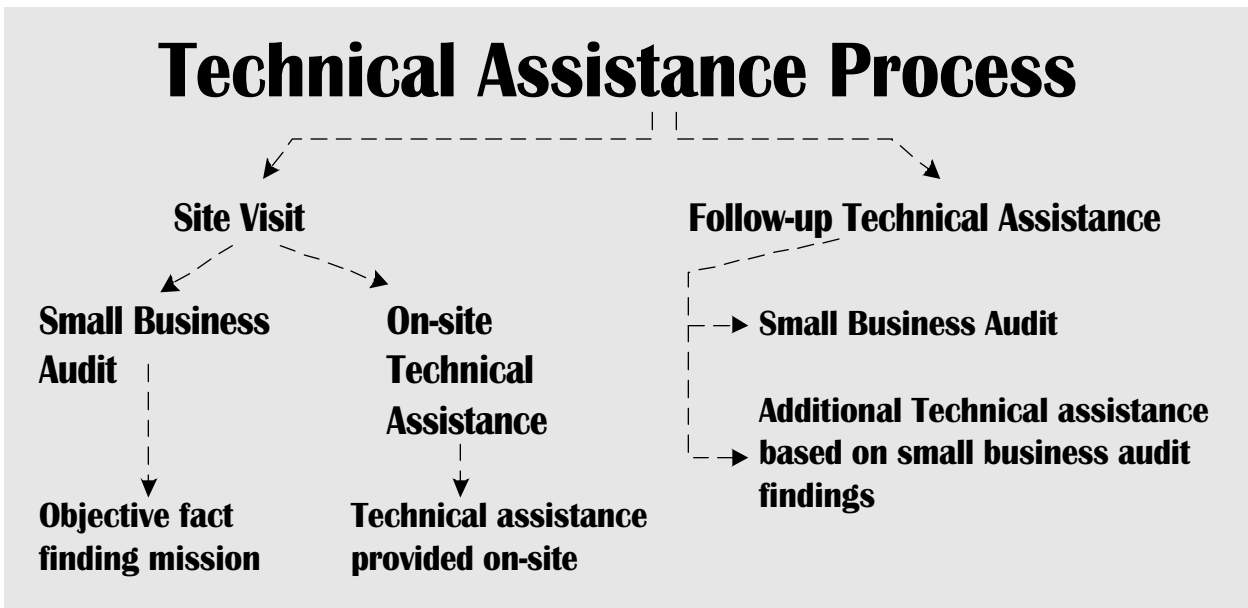 Technical Assistance Process
Site Visit
Follow-up Technical Assistance
Small Business
Audit
On-site
Technical
Assistance
Small Business Audit
Additional Technical assistance
based on small business audit
findings
Objective fact
finding mission
Technical assistance
provided on-site